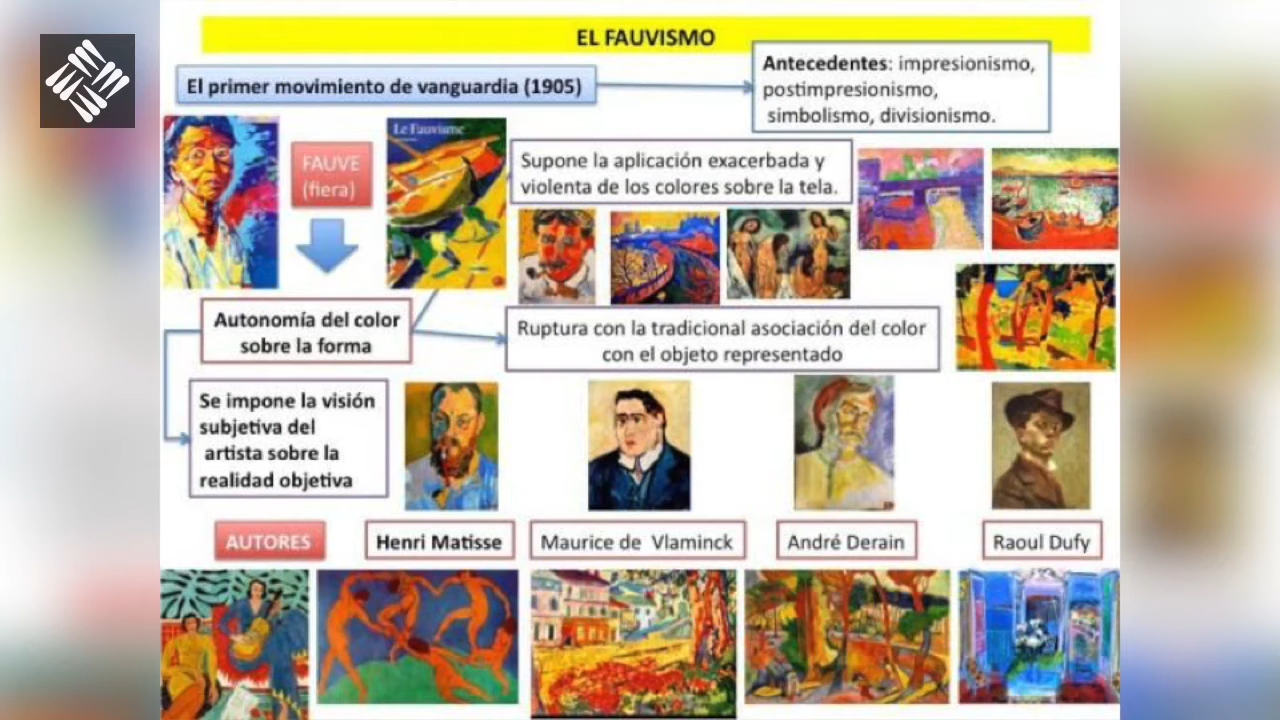 EL FAUVISMO
El primer movimiento de vanguardia (1905)
Antecedentes: impresionismo,
postimpresionismo,
simbolismo, divisionismo.
FAUVE
(fiera)
Le Fauvisme
Supone la aplicación exacerbada y
violenta de los colores sobre la tela.
Autonomía del color
sobre la forma
Ruptura con la tradicional asociación del color
con el objeto representado
Se impone la visión
subjetiva del
artista sobre la
realidad objetiva
AUTORES
Henri Matisse
Maurice de Vlaminck
André Derain
Raoul Dufy